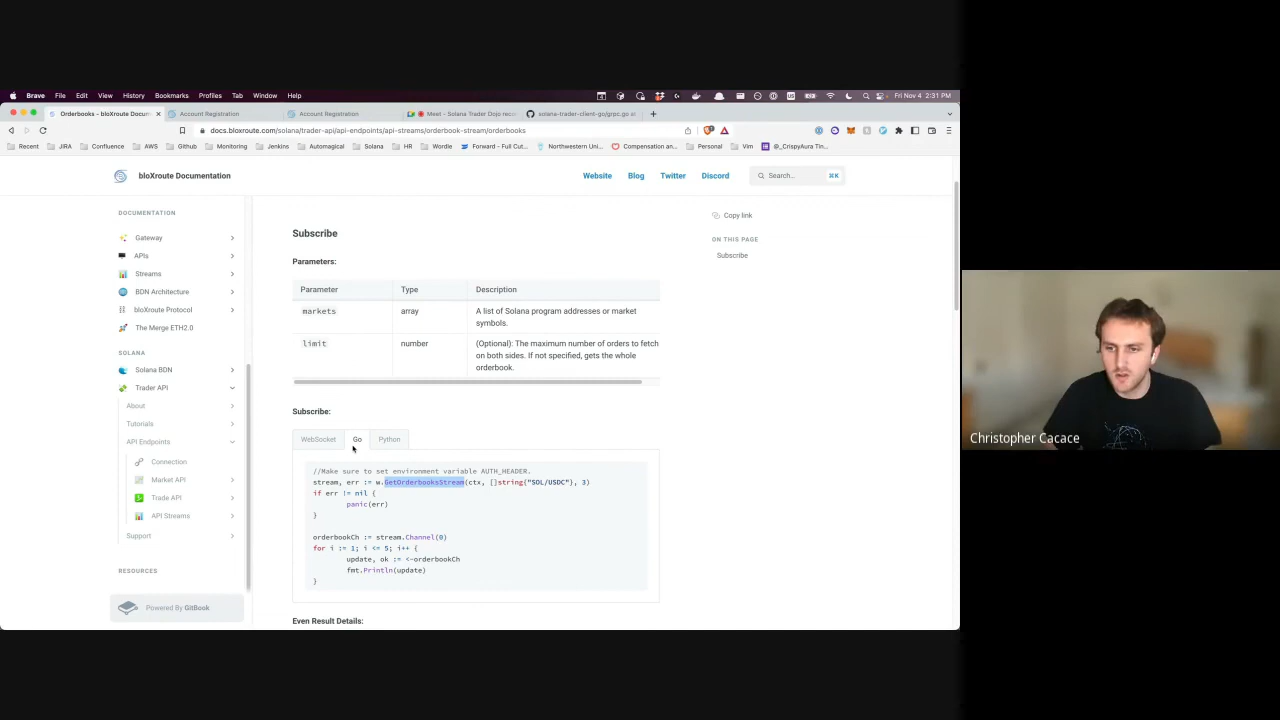 Brave File Edit View History Bookmarks Profiles Tab Window Help Fri Nov 4 2:31 PM
Orderbooks - bloXroute Docum Account Registration Account Registration Meet - Solana Trader Dojo reco solana-trader-client-go/grpc.go at
docs.bloxroute.com/solana/trader-api/api-endpoints/api-streams/orderbook-stream/orderbooks
Recent JIRA Confluence AWS Github Monitoring Jenkins Automagical Solana HR Wordle Forward - Full Cut... Northwestern Uni... Compensation an... Personal Vim @_CrispyAura Tin...
bloXroute Documentation Website Blog Twitter Discord Search... ⌘K
DOCUMENTATION
Gateway
APIs
Streams
BDN Architecture
bloXroute Protocol
The Merge ETH2.0
SOLANA
Solana BDN
Trader API
About
Tutorials
API Endpoints
Connection
Market API
Trade API
API Streams
Support
RESOURCES
Powered By GitBook
Subscribe
Parameters:
Parameter Type Description
markets array A list of Solana program addresses or market
symbols.
limit number (Optional): The maximum number of orders to fetch
on both sides. If not specified, gets the whole
orderbook.
Subscribe:
WebSocket Go Python
//Make sure to set environment variable AUTH_HEADER.
stream, err := w.GetOrderbooksStream(ctx, []string{"SOL/USDC"}, 3)
if err != nil {
panic(err)
}
orderbookCh := stream.Channel(0)
for i := 1; i <= 5; i++ {
update, ok := <-orderbookCh
fmt.Println(update)
}
Even Result Details:
Copy link
ON THIS PAGE
Subscribe
Christopher Cacace